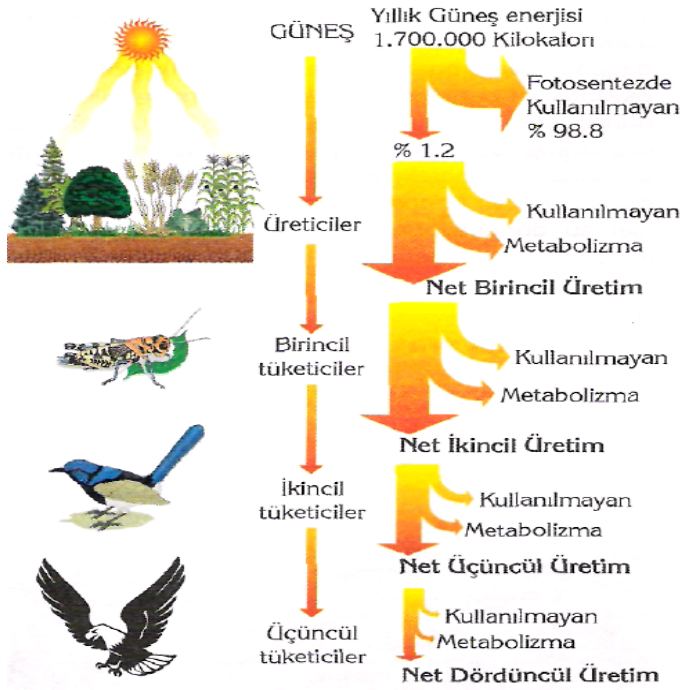 GÜNEŞ
Yıllık Güneş enerjisi
1.700.000 Kilokalori
Fotosentezde
Kullanılmayan
% 98.8
% 1.2
Üreticiler
Kullanılmayan
Metabolizma
Net Birincil Üretim
Birincil
tüketiciler
Kullanılmayan
Metabolizma
Net İkincil Üretim
İkincil
tüketiciler
Kullanılmayan
Metabolizma
Net Üçüncül Üretim
Üçüncül
tüketiciler
Kullanılmayan
Metabolizma
Net Dördüncül Üretim